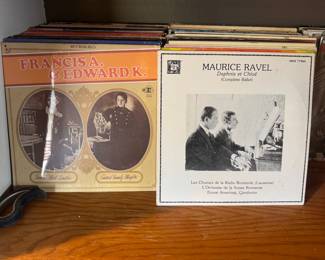 FRANCIS A.
EDWARD K.
MAURICE RAVEL
Daphnis et Chloé
(Complete Ballet)
Les Choeurs de la Radio Romande (Lausanne)
L'Orchestre de la Suisse Romande
Ernest Ansermet, Conductor